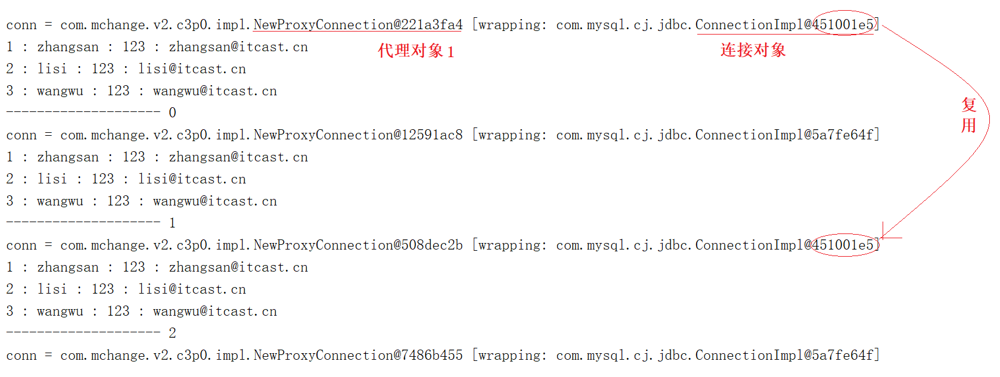 conn = com.mchange.v2.c3p0.impl.NewProxyConnection@221a3fa4 [wrapping: com.mysql.cj.jdbc.ConnectionImpl@451001e5]
1 : zhangsan : 123 : zhangsan@itcast.cn
代理对象1
连接对象
2 : lisi : 123 : lisi@itcast.cn
3 : wangwu : 123 : wangwu@itcast.cn
-------------------- 0
复用
conn = com.mchange.v2.c3p0.impl.NewProxyConnection@12591ac8 [wrapping: com.mysql.cj.jdbc.ConnectionImpl@5a7fe64f]
1 : zhangsan : 123 : zhangsan@itcast.cn
2 : lisi : 123 : lisi@itcast.cn
3 : wangwu : 123 : wangwu@itcast.cn
-------------------- 1
conn = com.mchange.v2.c3p0.impl.NewProxyConnection@508dec2b [wrapping: com.mysql.cj.jdbc.ConnectionImpl@451001e5]
1 : zhangsan : 123 : zhangsan@itcast.cn
2 : lisi : 123 : lisi@itcast.cn
3 : wangwu : 123 : wangwu@itcast.cn
-------------------- 2
conn = com.mchange.v2.c3p0.impl.NewProxyConnection@7486b455 [wrapping: com.mysql.cj.jdbc.ConnectionImpl@5a7fe64f]